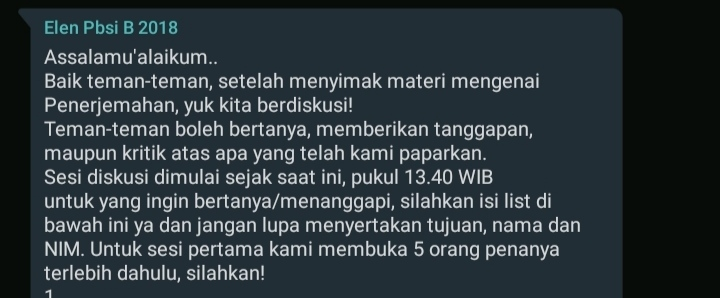 Elen Pbsi B 2018
Assalamu'alaikum..
Baik teman-teman, setelah menyimak materi mengenai
Penerjemahan, yuk kita berdiskusi!
Teman-teman boleh bertanya, memberikan tanggapan,
maupun kritik atas apa yang telah kami paparkan.
Sesi diskusi dimulai sejak saat ini, pukul 13.40 WIB
untuk yang ingin bertanya/menanggapi, silahkan isi list di
bawah ini ya dan jangan lupa menyertakan tujuan, nama dan
NIM. Untuk sesi pertama kami membuka 5 orang penanya
terlebih dahulu, silahkan!
1